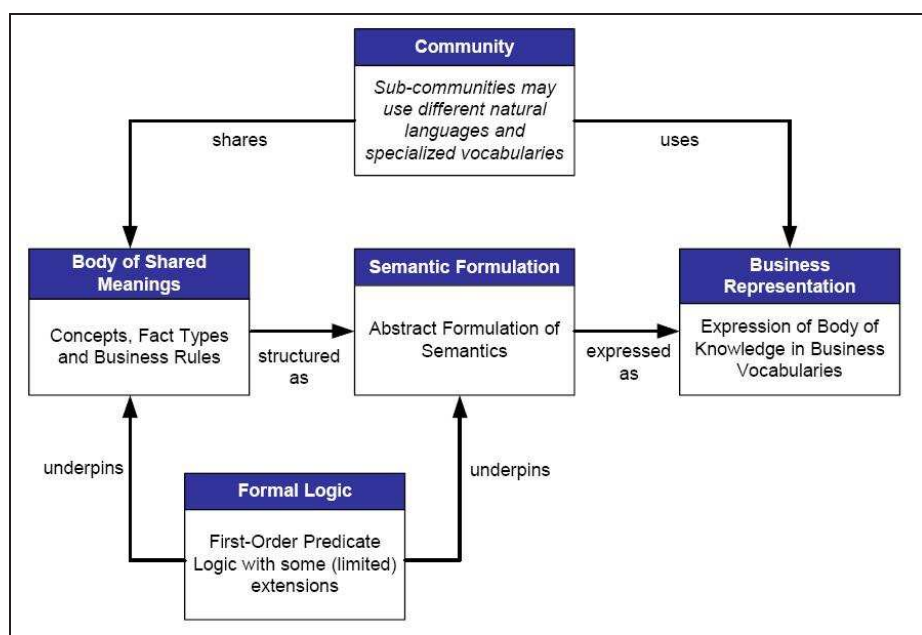 Community
Sub-communities may
use different natural
languages and
specialized vocabularies
shares
uses
Body of Shared
Meanings
Concepts, Fact Types
and Business Rules
structured
as
Semantic Formulation
Abstract Formulation of
Semantics
expressed
as
Business
Representation
Expression of Body of
Knowledge in Business
Vocabularies
underpins
underpins
Formal Logic
First-Order Predicate
Logic with some (limited)
extensions